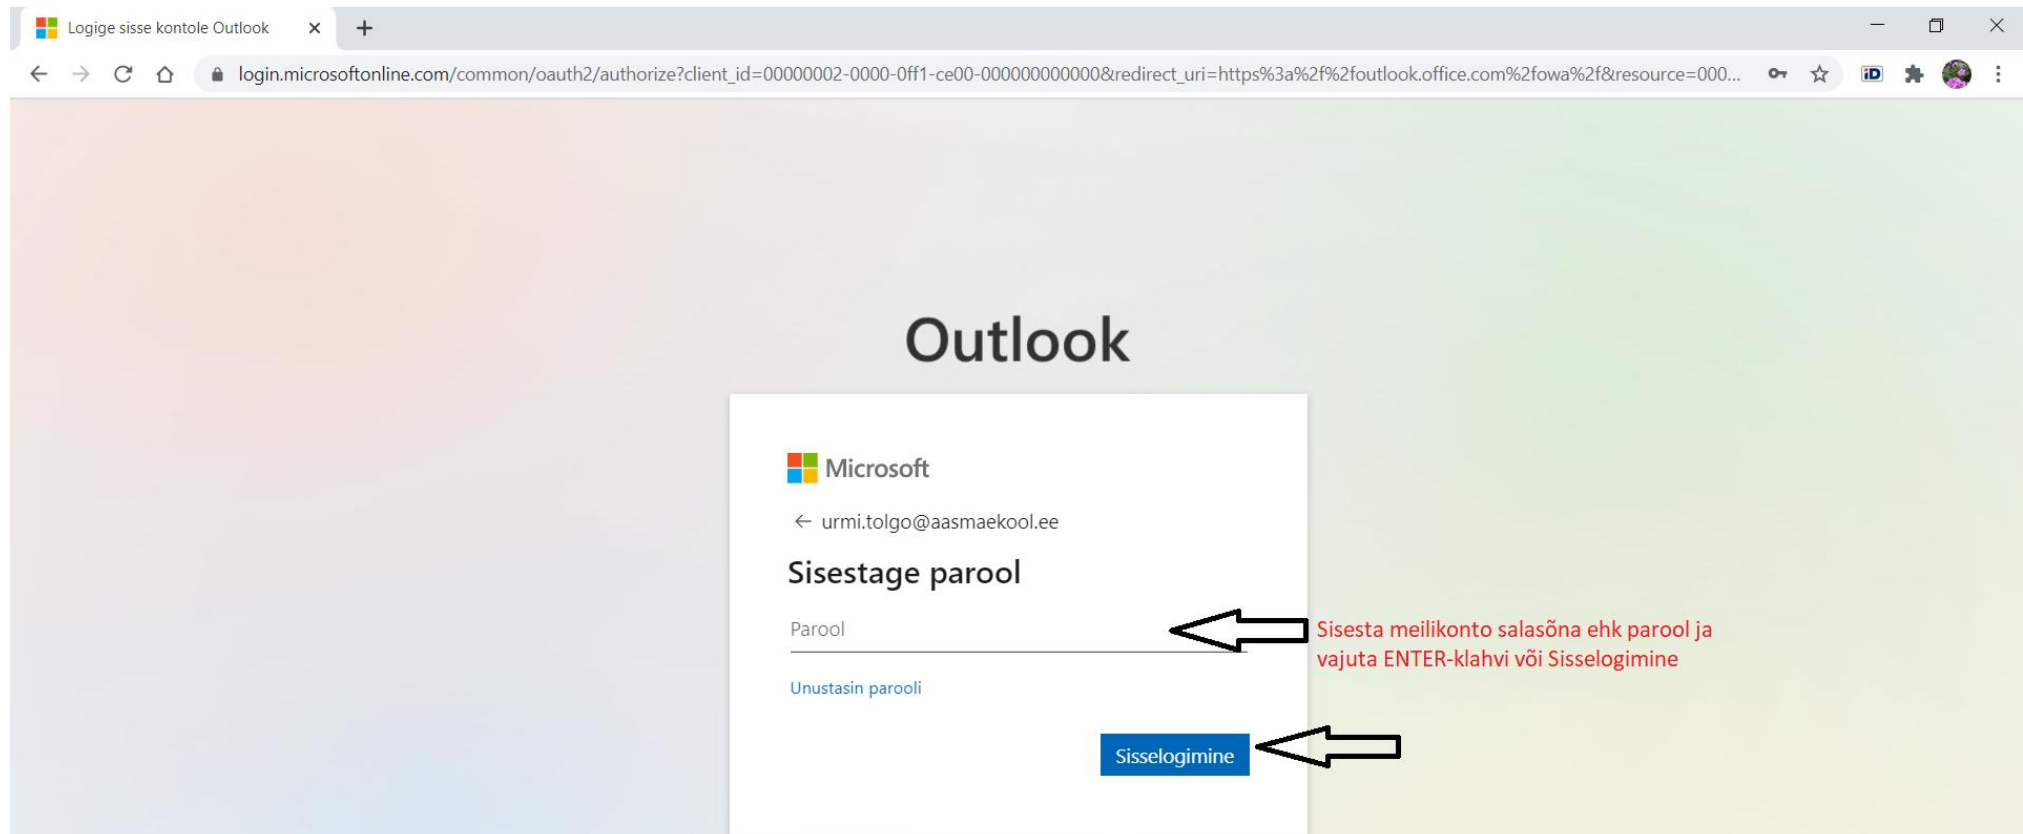 Logige sisse kontole Outlook
login.microsoftonline.com/common/oauth2/authorize?client_id=00000002-0000-0ff1-ce00-000000000000&redirect_uri=https%3a%2f%2foutlook.office.com%2fowa%2f&resource=000...
iD
Outlook
Microsoft
urmi.tolgo@aasmaekool.ee
Sisestage parool
Parool
Sisesta meilikonto salasõna ehk parool ja
vajuta ENTER-klahvi või Sisselogimine
Unustasin parooli
Sisselogimine